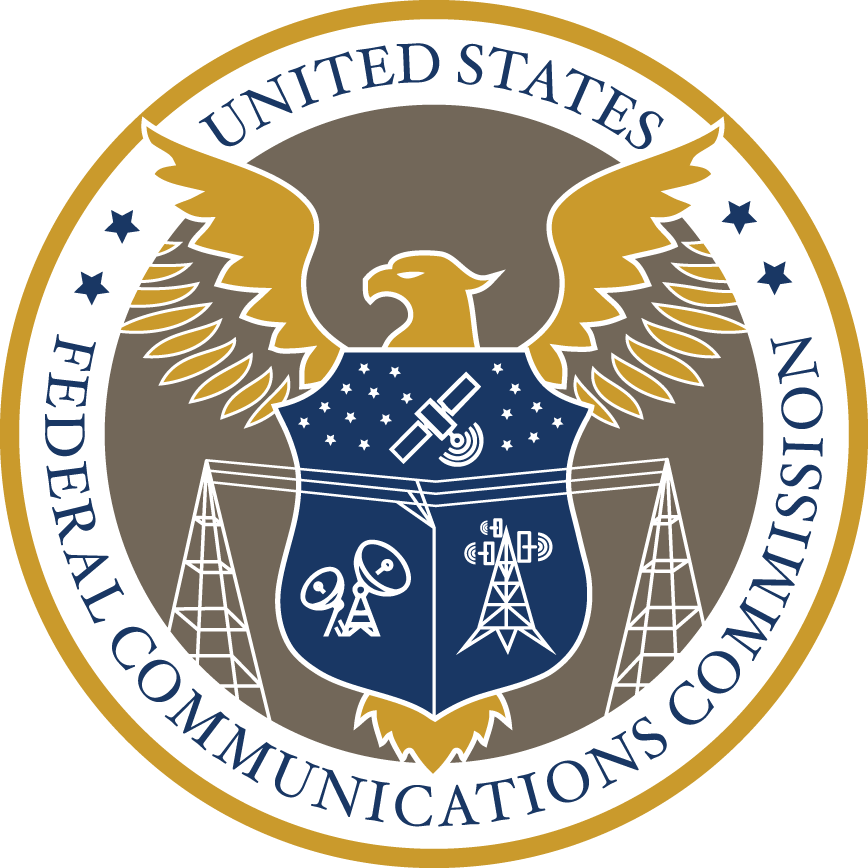 UNITED STATES
FEDERAL COMMUNICATIONS COMMISSION